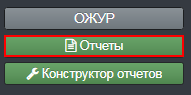 ОЖУР
Отчеты
Конструктор отчетов